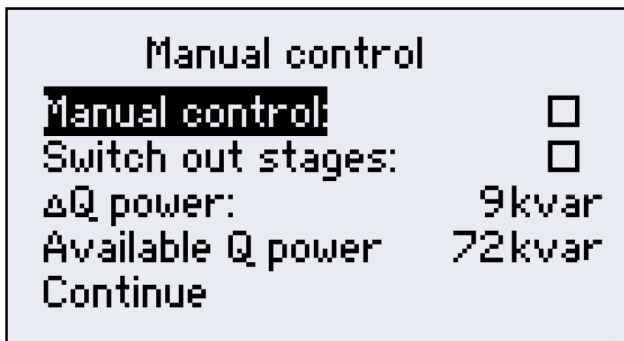 Manual control
Manual control:
Switch out stages:
ΔQ power: 9kvar
Available Q power 72kvar
Continue